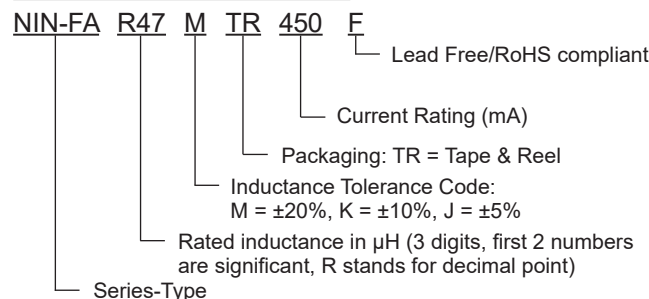 NIN-FA R47 M TR 450 F
Lead Free/RoHS compliant
Current Rating (mA)
Packaging: TR = Tape & Reel
Inductance Tolerance Code:
M = ±20%, K = ±10%, J = ±5%
Rated inductance in µH (3 digits, first 2 numbers
are significant, R stands for decimal point)
Series-Type